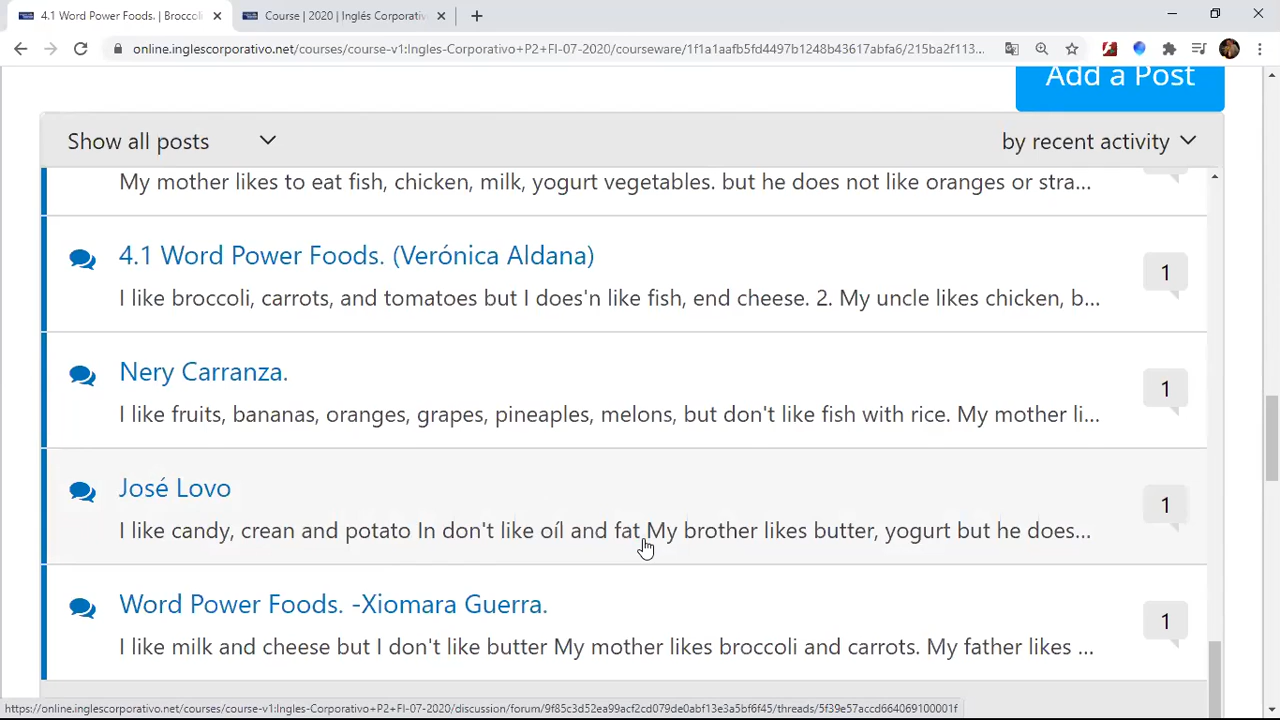 4.1 Word Power Foods. | Broccoli
Course | 2020 | Inglés Corporativ
online.inglescorporativo.net/courses/course-v1:Ingles-Corporativo+P2+FI-07-2020/courseware/1f1a1aafb5fd4497b1248b43617abfa6/215ba2f113...
Add a Post
Show all posts
by recent activity
My mother likes to eat fish, chicken, milk, yogurt vegetables. but he does not like oranges or stra...
4.1 Word Power Foods. (Verónica Aldana)
1
I like broccoli, carrots, and tomatoes but I does'n like fish, end cheese. 2. My uncle likes chicken, b...
Nery Carranza.
1
I like fruits, bananas, oranges, grapes, pineaples, melons, but don't like fish with rice. My mother li...
José Lovo
1
I like candy, crean and potato In don't like oíl and fat My brother likes butter, yogurt but he does...
Word Power Foods. -Xiomara Guerra.
1
I like milk and cheese but I don't like butter My mother likes broccoli and carrots. My father likes ...
https://online.inglescorporativo.net/courses/course-v1:Ingles-Corporativo+P2+FI-07-2020/discussion/forum/9f85c3d52ea99acf2cd079de0abf13e3a5bf6f45/threads/5f39e57accd664069100001f